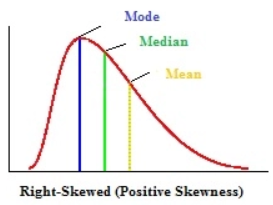 Mode
Median
Mean
Right-Skewed (Positive Skewness)